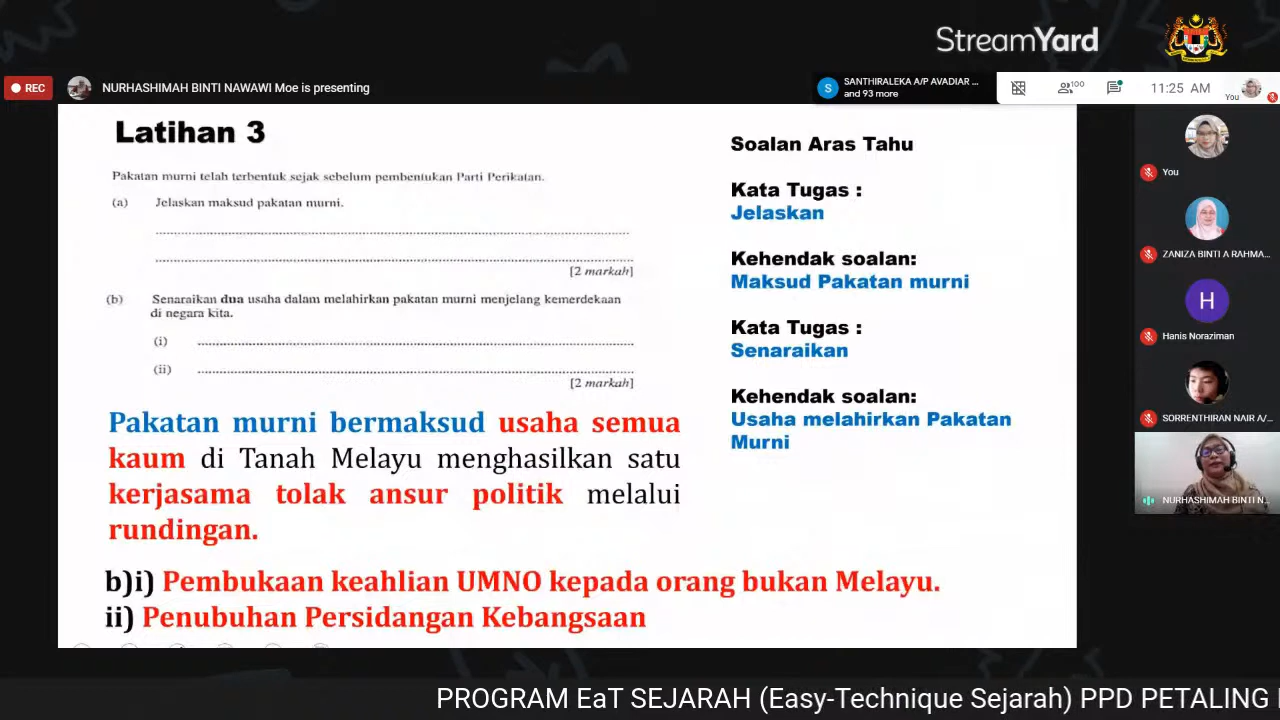 StreamYard
REC
NURHASHIMAH BINTI NAWAWI Moe is presenting
S
SANTHIRALEKA A/P AVADIAR ...
and 93 more
100
11:25 AM
You
Latihan 3
Pakatan murni telah terbentuk sejak sebelum pembentukan Parti Perikatan.
(a) Jelaskan maksud pakatan murni.
[2 markah]
(b) Senaraikan dua usaha dalam melahirkan pakatan murni menjelang kemerdekaan
di negara kita.
(i)
(ii)
[2 markah]
Pakatan murni bermaksud usaha semua
kaum di Tanah Melayu menghasilkan satu
kerjasama tolak ansur politik melalui
rundingan.
b)i) Pembukaan keahlian UMNO kepada orang bukan Melayu.
ii) Penubuhan Persidangan Kebangsaan
Soalan Aras Tahu
Kata Tugas :
Jelaskan
Kehendak soalan:
Maksud Pakatan murni
Kata Tugas :
Senaraikan
Kehendak soalan:
Usaha melahirkan Pakatan
Murni
You
ZANIZA BINTI A RAHMA...
H
Hanis Noraziman
SORRENTHIRAN NAIR A/...
NURHASHIMAH BINTI N...
PROGRAM EaT SEJARAH (Easy-Technique Sejarah) PPD PETALING